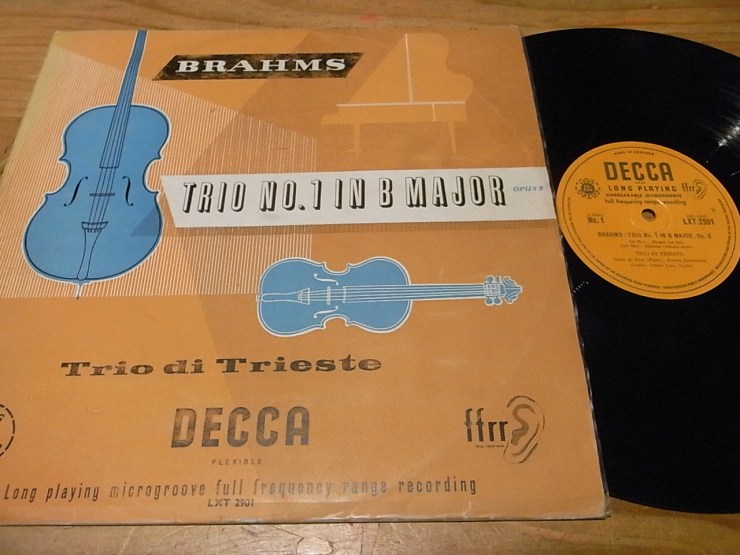 BRAHMS
TRIO NO.1 IN B MAJOR OPUS 8
Trio di Trieste
DECCA
ffrr
FLEXIBLE
Long playing microgroove full frequency range recording
LXT 2901
DECCA
LONG PLAYING ffrr
full frequency range recording
No. 1
LXT.2901
BRAHMS : TRIO No. 1 IN B MAJOR, Op. 8
TRIO DI TRIESTE